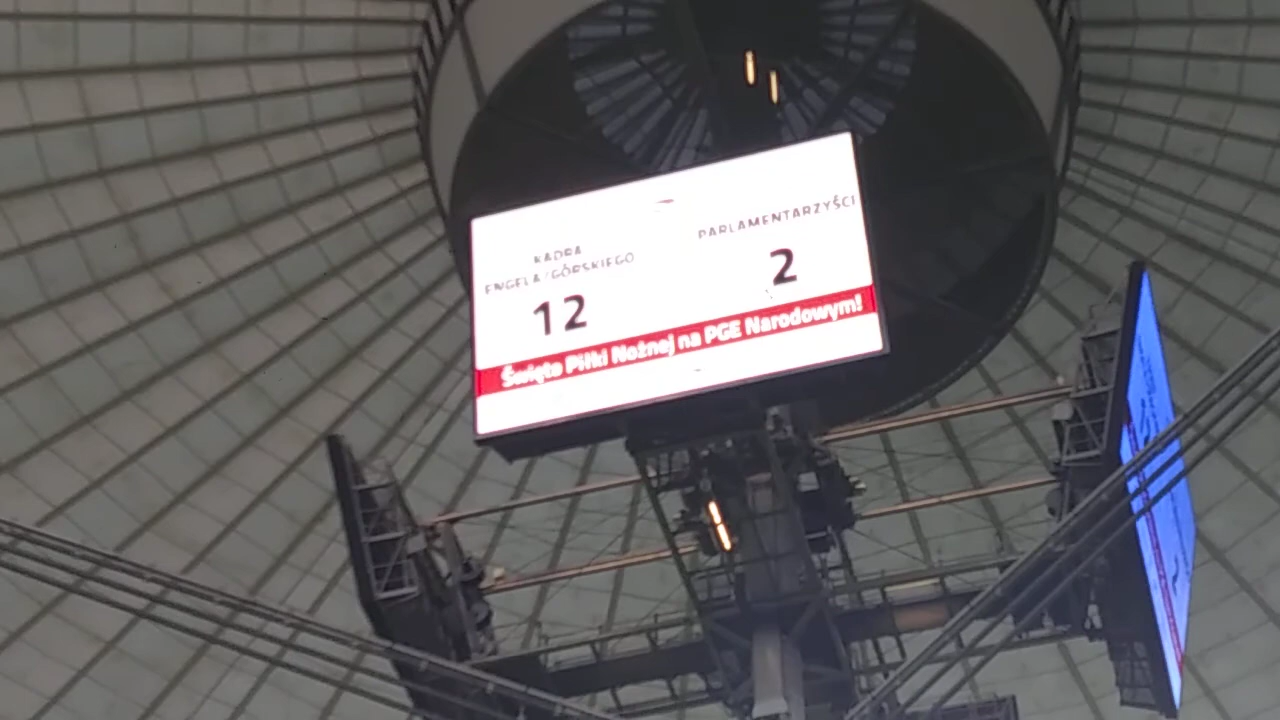 KADRA
ENGELA/GÓRSKIEGO
12
PARLAMENTARZYŚCI
2
Święto Piłki Nożnej na PGE Narodowym!